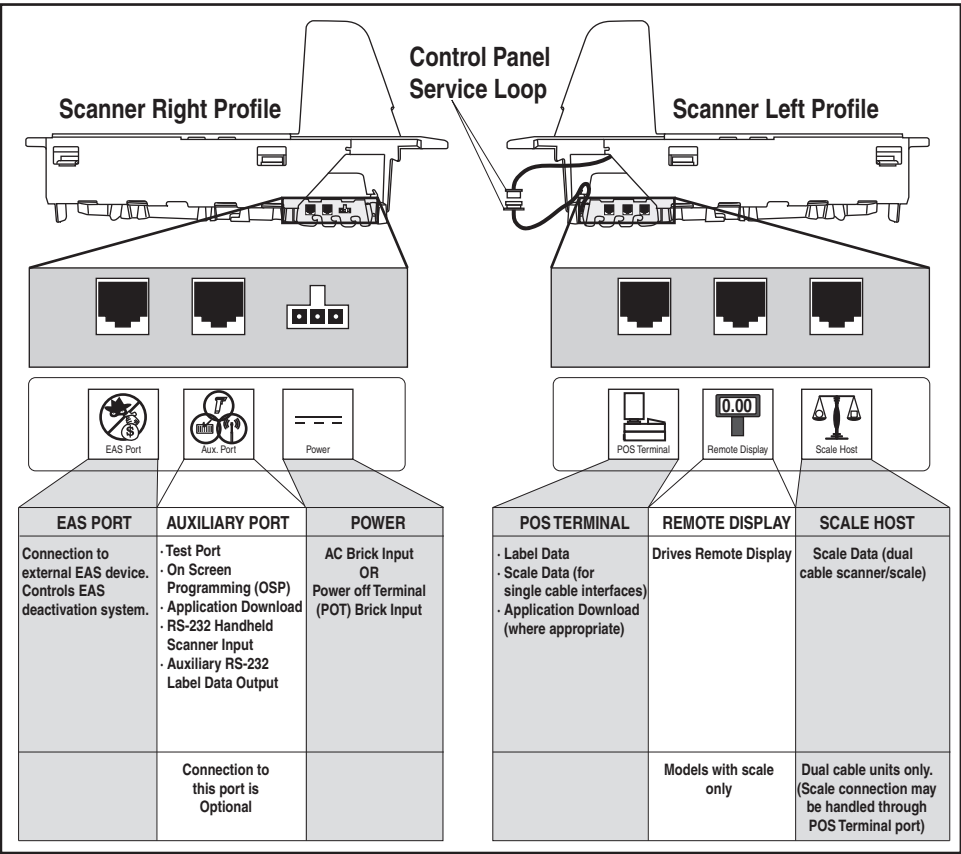 Control Panel
Service Loop
Scanner Right Profile
Scanner Left Profile
EAS Port
Aux. Port
Power
POS Terminal
0.00
Remote Display
Scale Host
EAS PORT
Connection to
external EAS device.
Controls EAS
deactivation system.
AUXILIARY PORT
· Test Port
· On Screen
Programming (OSP)
· Application Download
· RS-232 Handheld
Scanner Input
· Auxiliary RS-232
Label Data Output
Connection to
this port is
Optional
POWER
AC Brick Input
OR
Power off Terminal
(POT) Brick Input
POS TERMINAL
· Label Data
· Scale Data (for
single cable interfaces)
· Application Download
(where appropriate)
REMOTE DISPLAY
Drives Remote Display
Models with scale
only
SCALE HOST
Scale Data (dual
cable scanner/scale)
Dual cable units only.
(Scale connection may
be handled through
POS Terminal port)